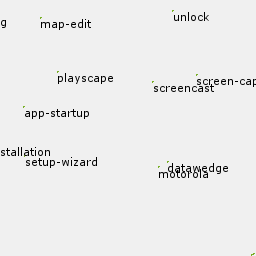 unlock
g
map-edit
playscape
screen-cap
screencast
app-startup
stallation
setup-wizard
datawedge
motorola